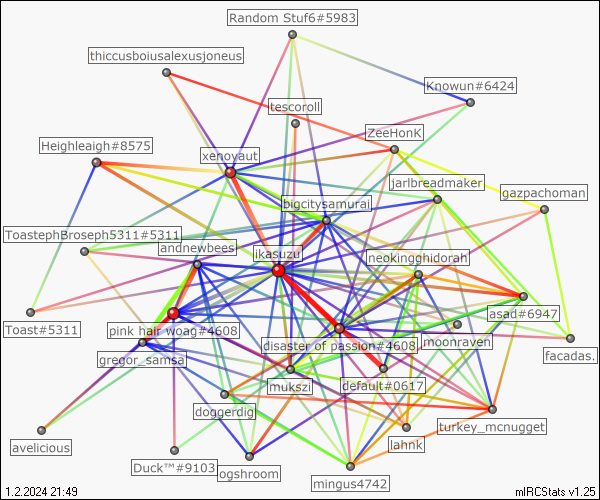 Random Stuf6#5983
thiccusboiusalexusjoneus
Knowun#6424
tescoroll
ZeeHonK
Heighleaigh#8575
xenoyaut
jarlbreadmaker
gazpachoman
bigcitysamurai
ToastephBroseph5311#5311
andnewbees
ikasuzu
neokingghidorah
asad#6947
Toast#5311
pink hair woag#4608
disaster of passion#4608
moonraven
facadas.
gregor_samsa
mukszi
default#0617
doggerdig
turkey_mcnugget
avelicious
lahnk
Duck™#9103
ogshroom
mingus4742
1.2.2024 21:49
mIRCStats v1.25